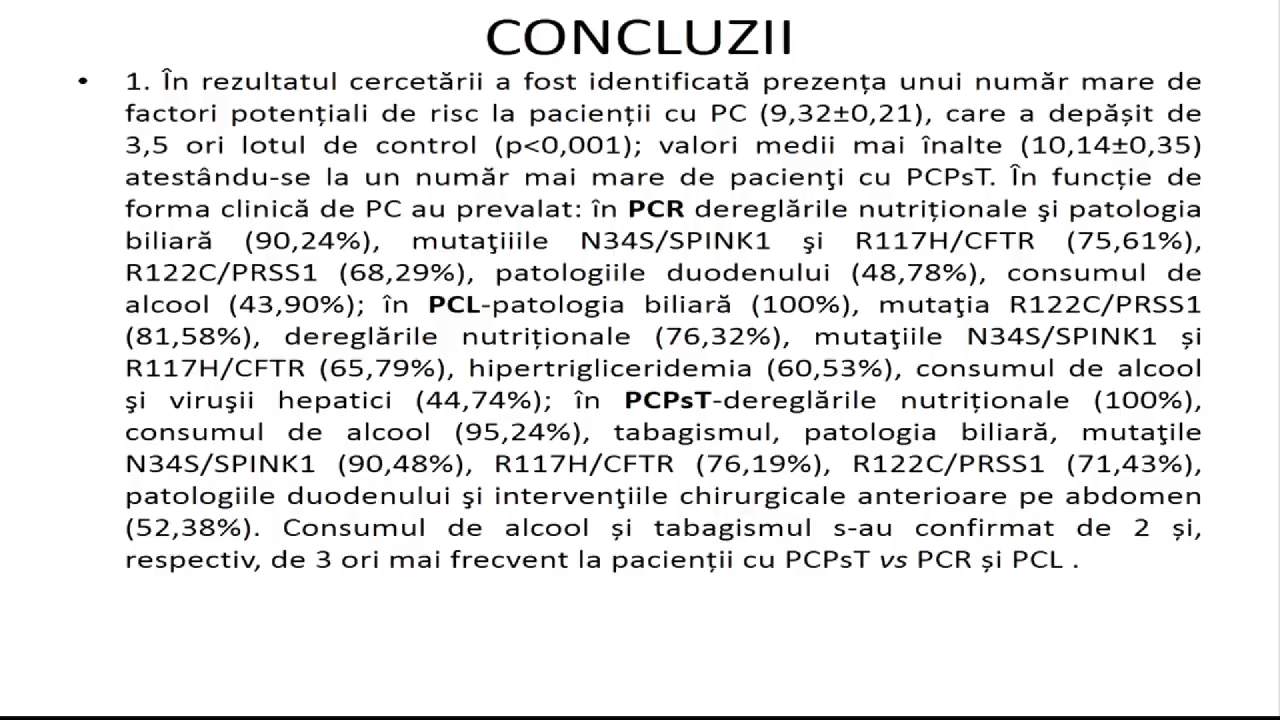 CONCLUZII
• 1. În rezultatul cercetării a fost identificată prezența unui număr mare de
factori potențiali de risc la pacienții cu PC (9,32±0,21), care a depășit de
3,5 ori lotul de control (p<0,001); valori medii mai înalte (10,14±0,35)
atestându-se la un număr mai mare de pacienţi cu PCPsT. În funcție de
forma clinică de PC au prevalat: în PCR dereglările nutriționale şi patologia
biliară (90,24%), mutaţiiile N34S/SPINK1 şi R117H/CFTR (75,61%),
R122C/PRSS1 (68,29%), patologiile duodenului (48,78%), consumul de
alcool (43,90%); în PCL-patologia biliară (100%), mutaţia R122C/PRSS1
(81,58%), dereglările nutriționale (76,32%), mutaţiile N34S/SPINK1 și
R117H/CFTR (65,79%), hipertrigliceridemia (60,53%), consumul de alcool
şi viruşii hepatici (44,74%); în PCPsT-dereglările nutriționale (100%),
consumul de alcool (95,24%), tabagismul, patologia biliară, mutaţile
N34S/SPINK1 (90,48%), R117H/CFTR (76,19%), R122C/PRSS1 (71,43%),
patologiile duodenului şi intervenţiile chirurgicale anterioare pe abdomen
(52,38%). Consumul de alcool și tabagismul s-au confirmat de 2 și,
respectiv, de 3 ori mai frecvent la pacienții cu PCPsT vs PCR și PCL .